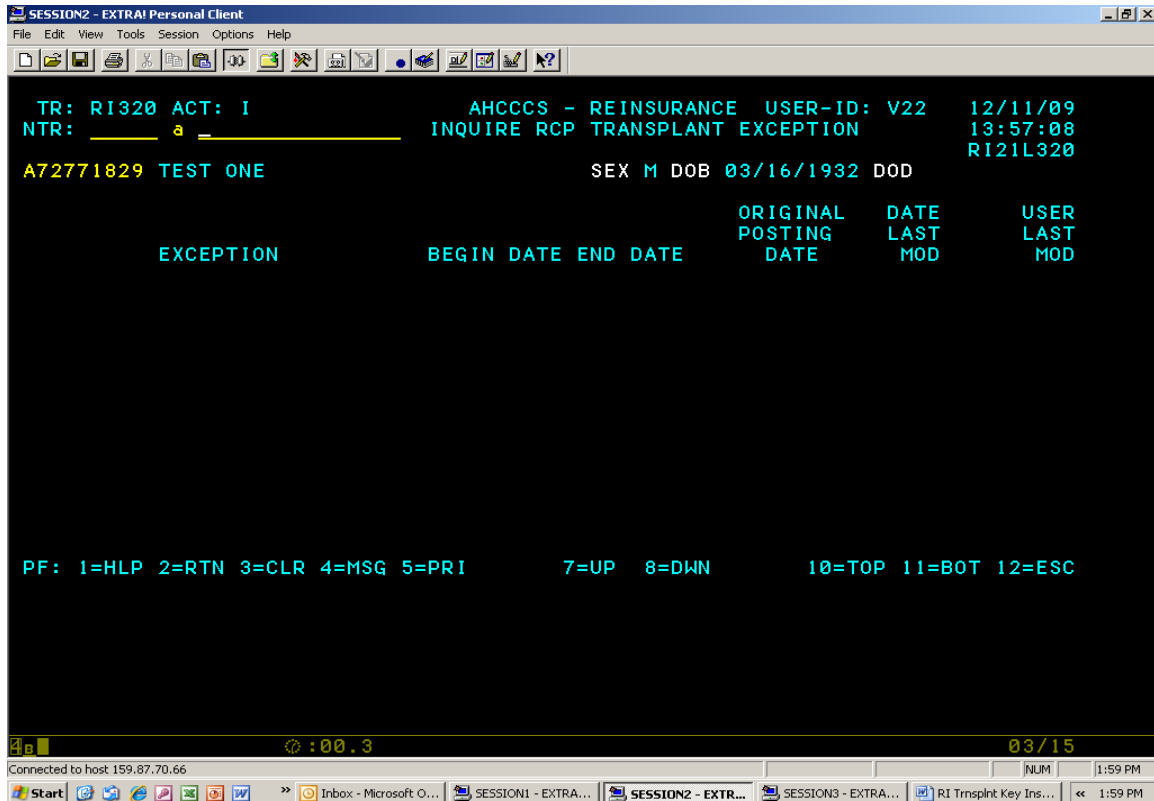 SESSION2 - EXTRA! Personal Client
File Edit View Tools Session Options Help
TR: RI320 ACT: I AHCCCS - REINSURANCE USER-ID: V22 12/11/09
NTR: ______ a _ INQUIRE RCP TRANSPLANT EXCEPTION 13:57:08
RI21L320
A72771829 TEST ONE SEX M DOB 03/16/1932 DOD
ORIGINAL DATE USER
POSTING LAST LAST
EXCEPTION BEGIN DATE END DATE DATE MOD MOD
PF: 1=HLP 2=RTN 3=CLR 4=MSG 5=PRI 7=UP 8=DWN 10=TOP 11=BOT 12=ESC
4B :00.3 03/15
Connected to host 159.87.70.66 NUM 1:59 PM
Start » Inbox - Microsoft O... SESSION1 - EXTRA... SESSION2 - EXTR... SESSION3 - EXTRA... RI Trnsplnt Key Ins... « 1:59 PM